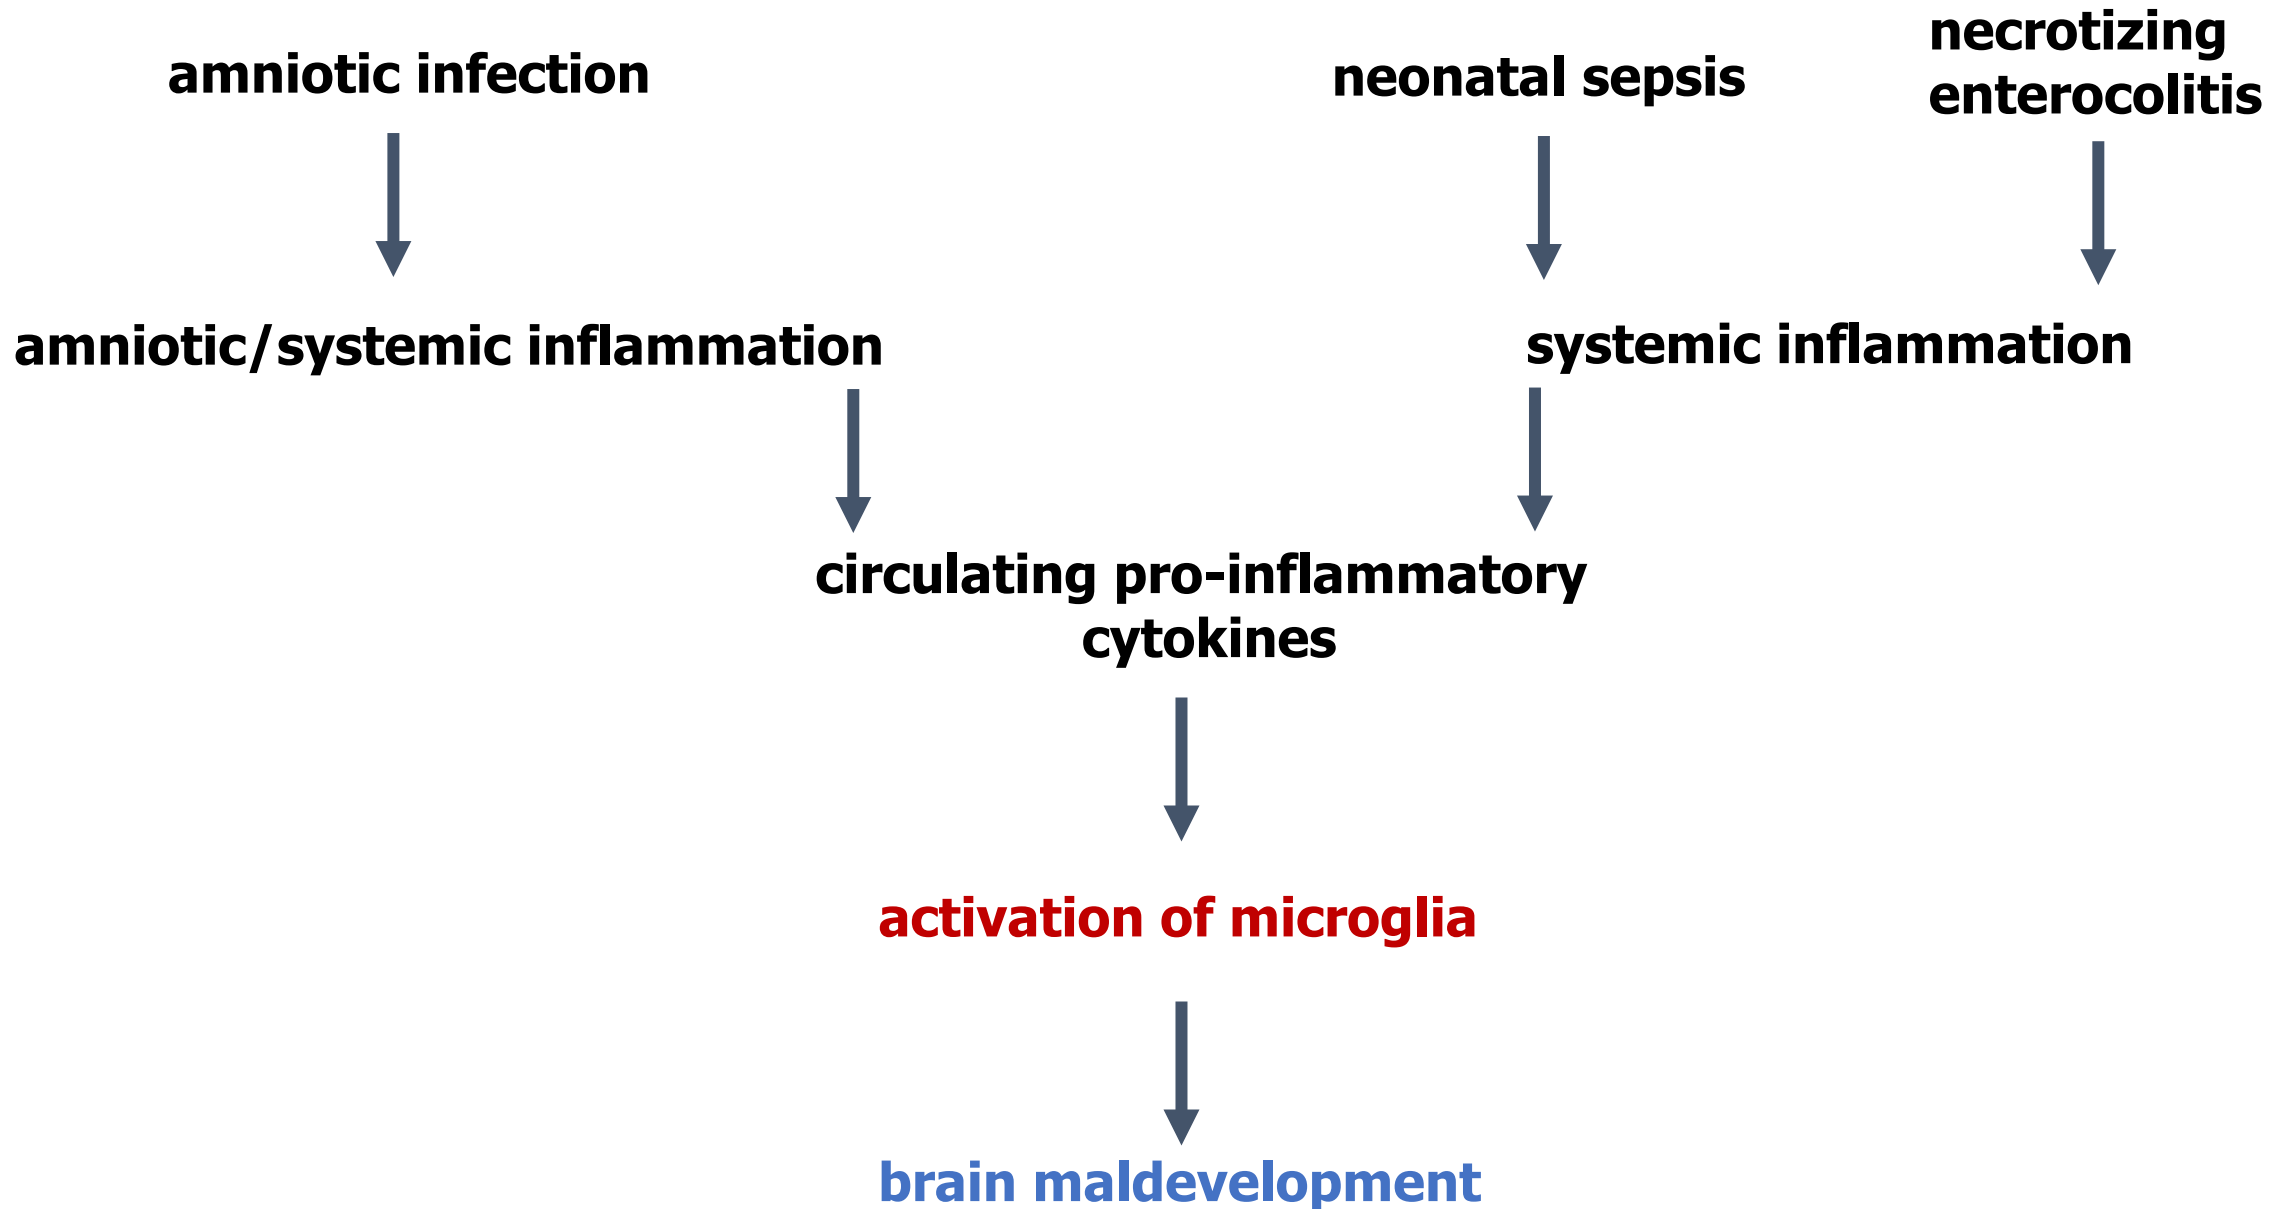 amniotic infection
neonatal sepsis
necrotizing
enterocolitis
amniotic/systemic inflammation
systemic inflammation
circulating pro-inflammatory
cytokines
activation of microglia
brain maldevelopment